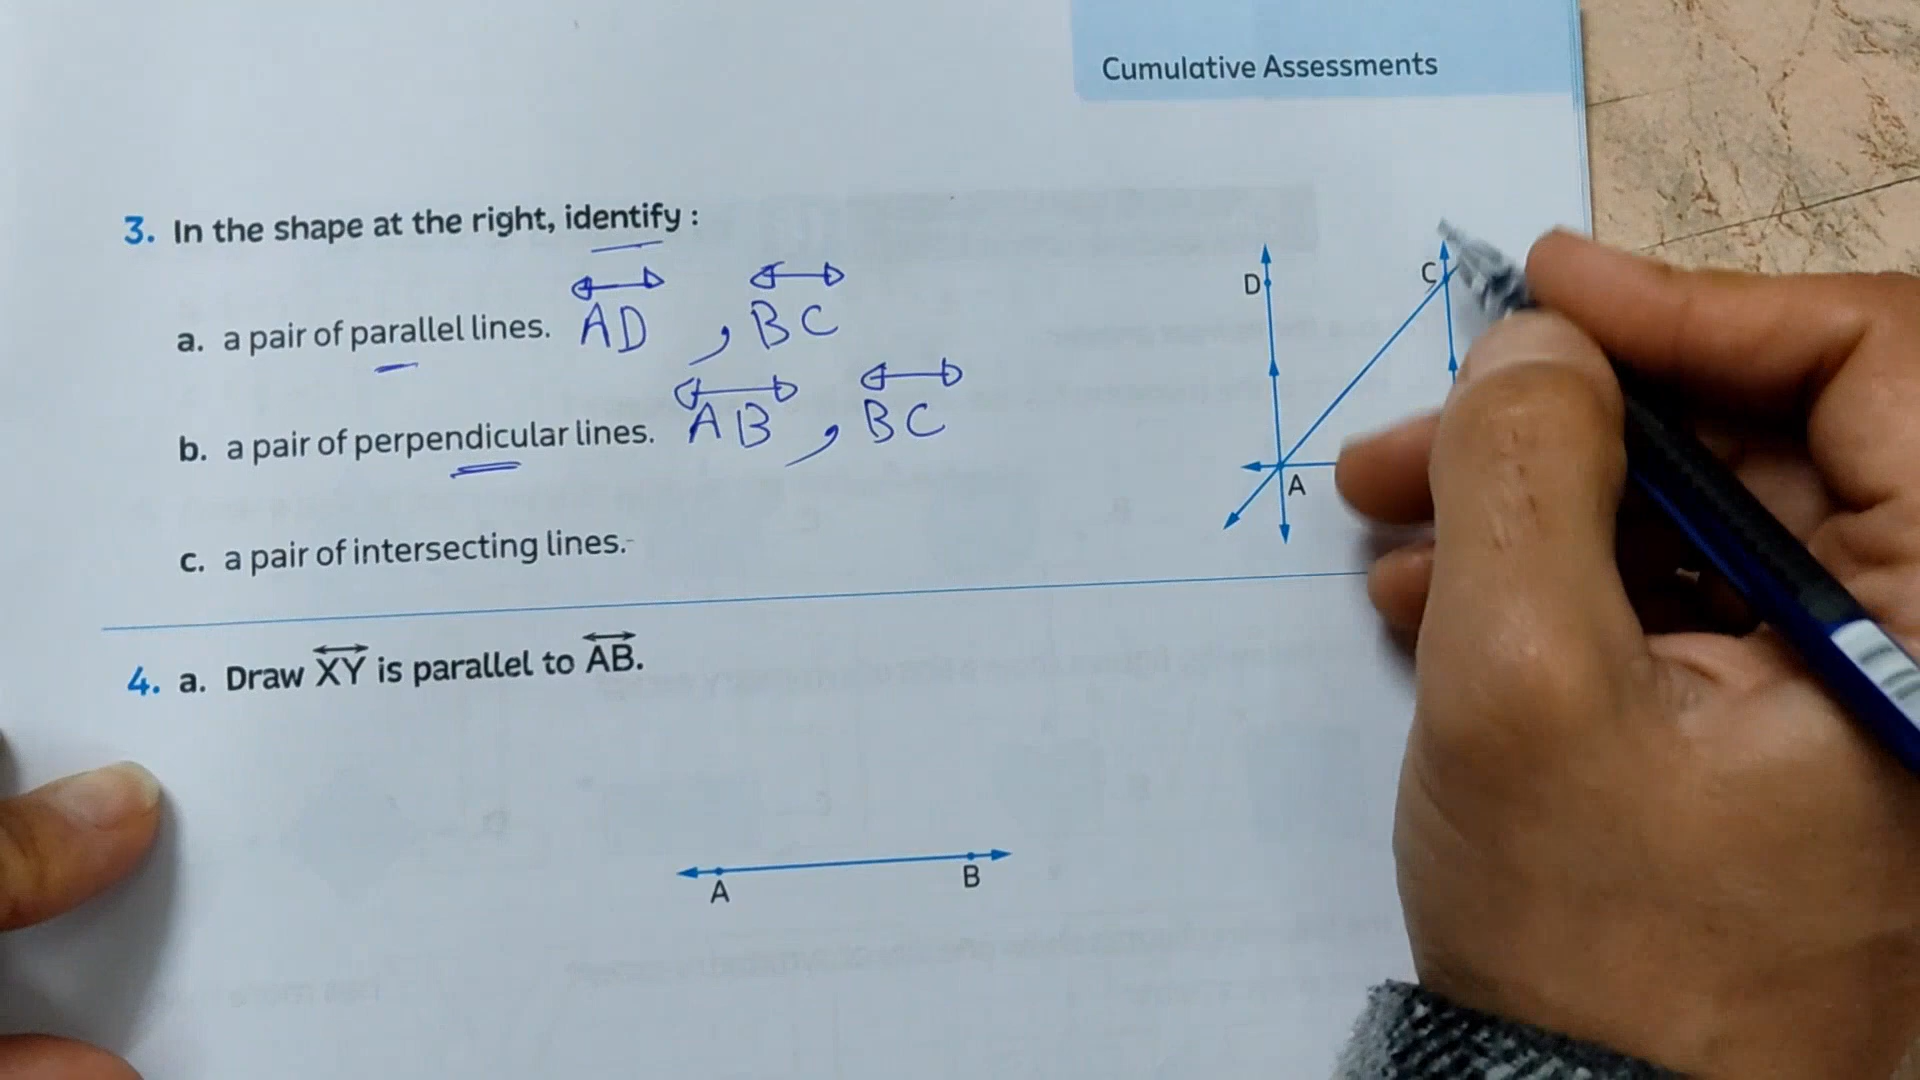 Cumulative Assessments
3. In the shape at the right, identify :
a. a pair of parallel lines. AD , BC
b. a pair of perpendicular lines. AB , BC
c. a pair of intersecting lines.
D
C
A
4. a. Draw XY is parallel to AB.
A
B